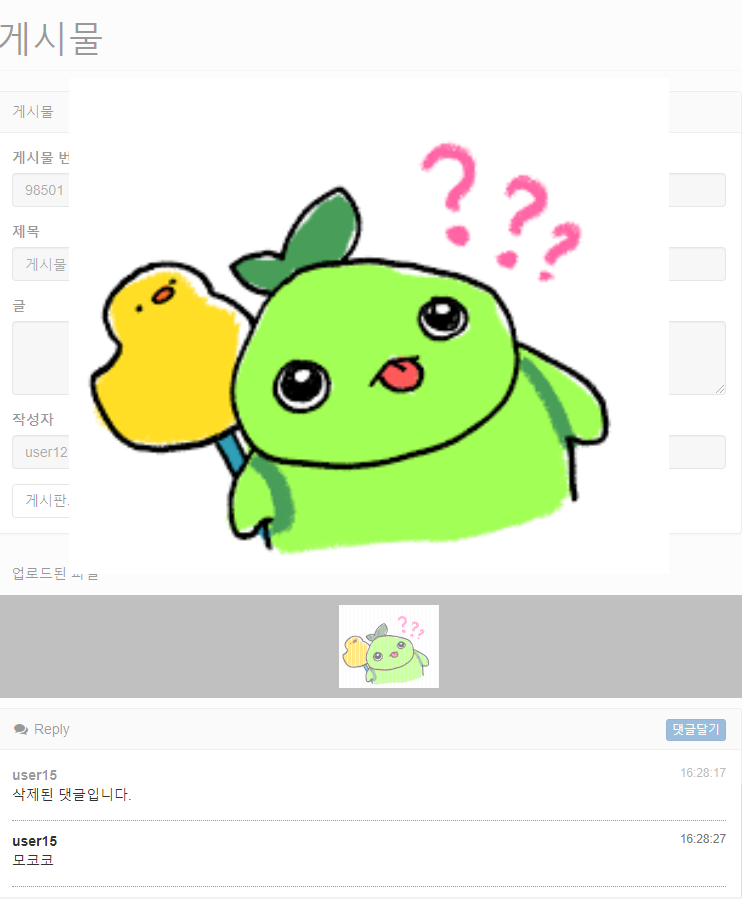 게시물
게시물
게시물 번
98501
제목
게시물
글
작성자
user12
게시판
업로드된 파일
? ? ?
Reply
댓글달기
user15
16:28:17
삭제된 댓글입니다.
user15
16:28:27
모코코